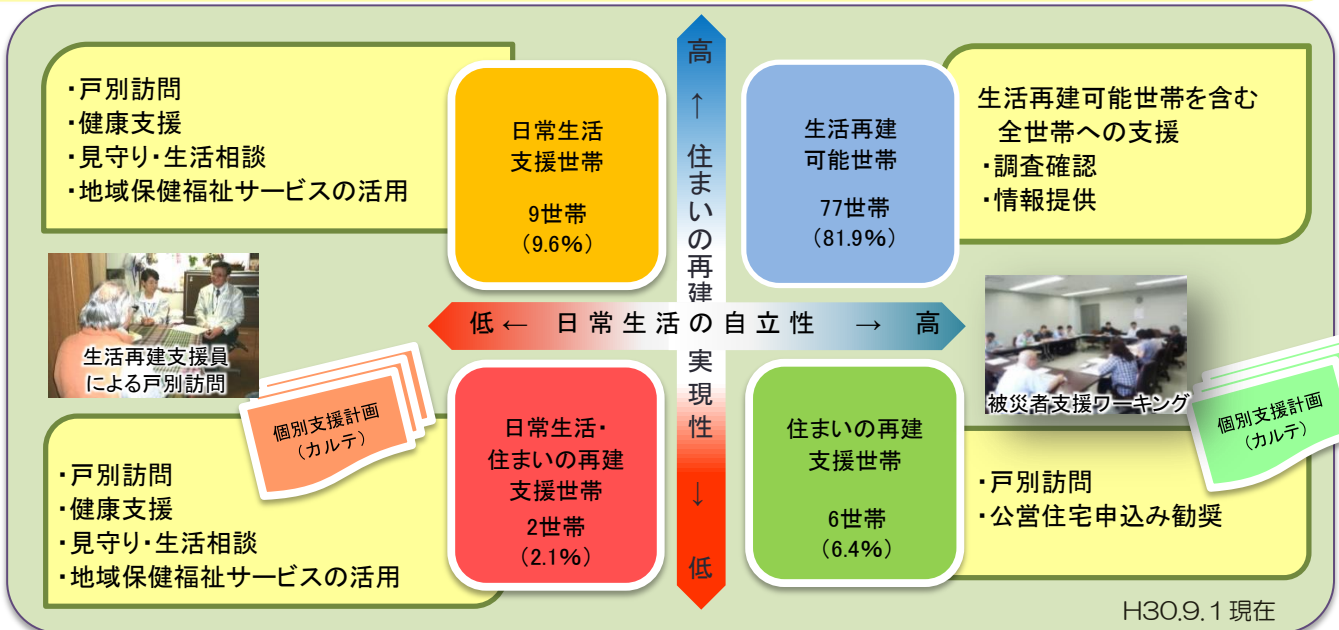 ・戸別訪問
・健康支援
・見守り・生活相談
・地域保健福祉サービスの活用
日常生活
支援世帯
9世帯
（9.6％）
高 ↑ 住まいの再建の実現性 ↓ 低
生活再建
可能世帯
77世帯
（81.9％）
生活再建可能世帯を含む
全世帯への支援
・調査確認
・情報提供
低 ← 日常生活の自立性 → 高
生活再建支援員
による戸別訪問
被災者支援ワーキング
個別支援計画
（カルテ）
個別支援計画
（カルテ）
・戸別訪問
・健康支援
・見守り・生活相談
・地域保健福祉サービスの活用
日常生活・
住まいの再建
支援世帯
2世帯
（2.1％）
住まいの再建
支援世帯
6世帯
（6.4％）
・戸別訪問
・公営住宅申込み勧奨
H30.9.1 現在